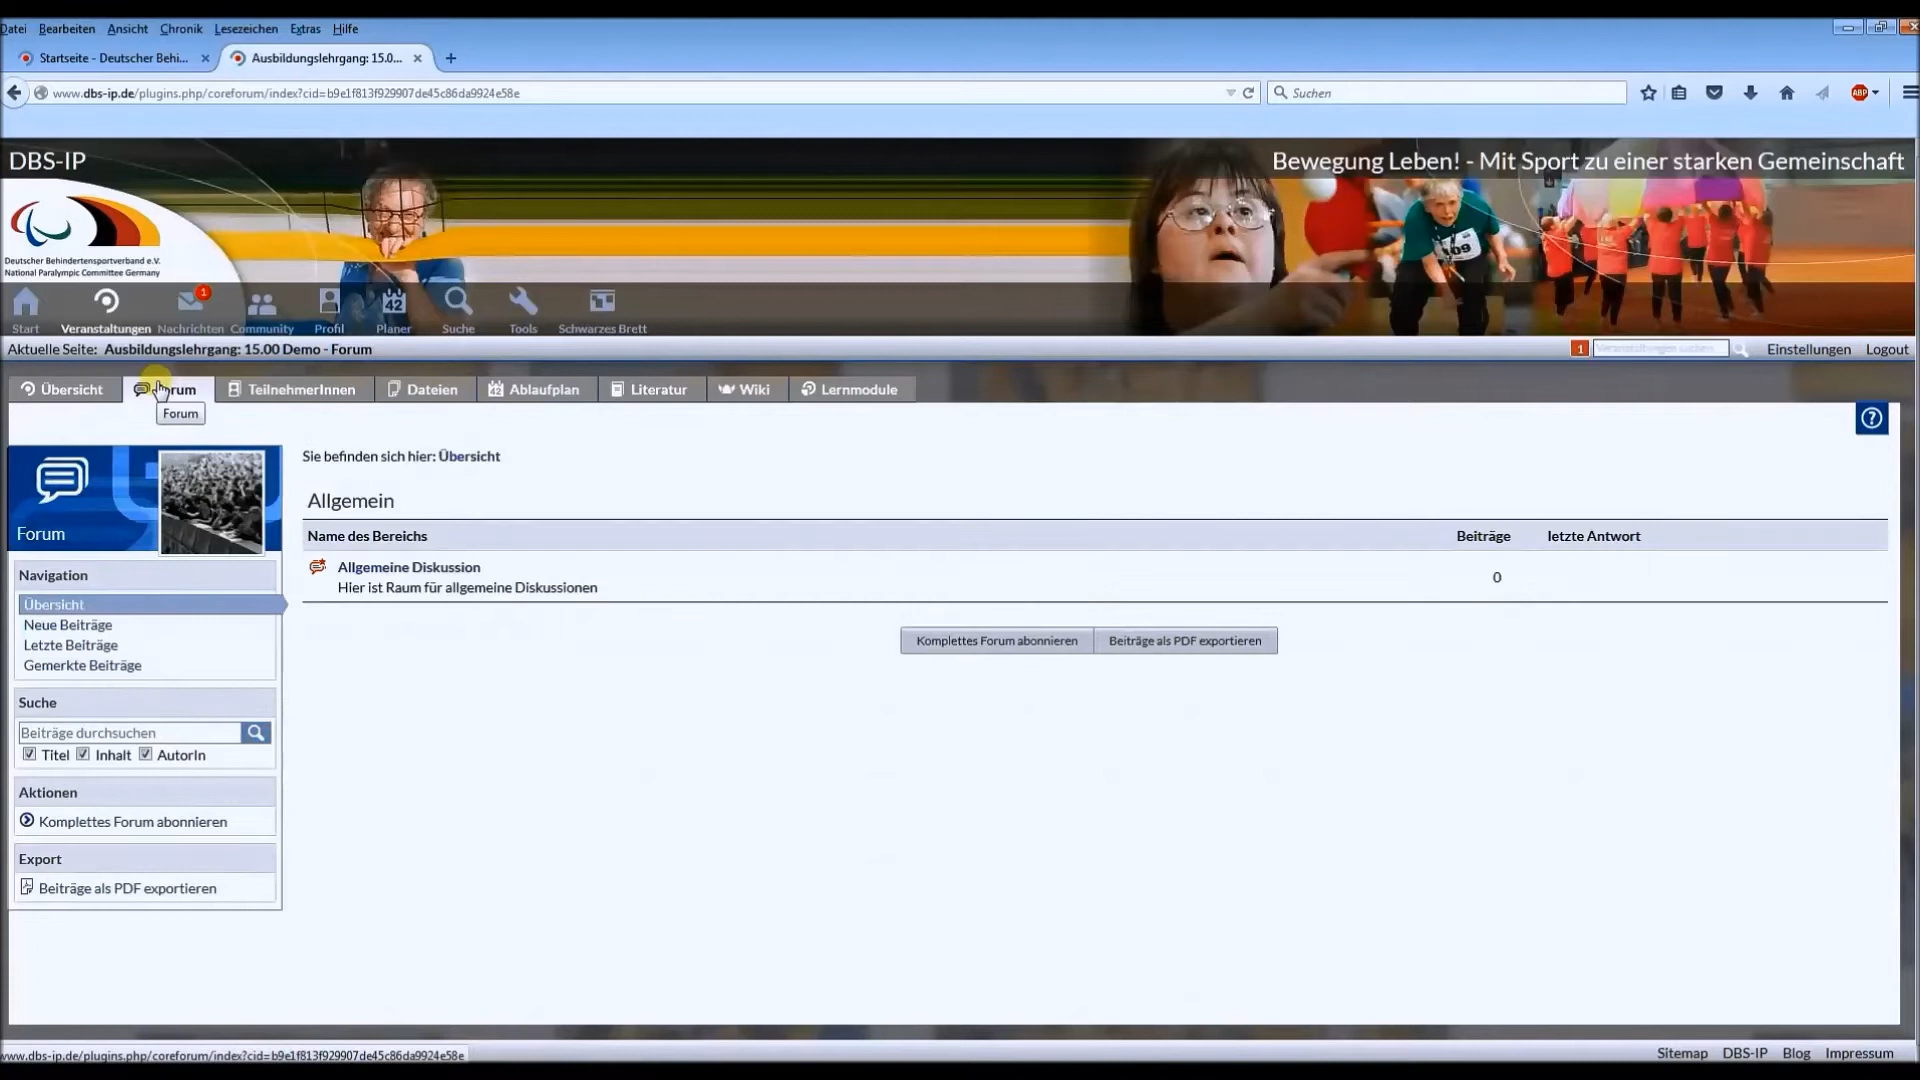 Datei Bearbeiten Ansicht Chronik Lesezeichen Extras Hilfe
Startseite - Deutscher Behi... Ausbildungslehrgang: 15.0...
www.dbs-ip.de/plugins.php/coreforum/index?cid=b9e1f813f929907de45c86da9924e58e Suchen ABP
DBS-IP Bewegung Leben! - Mit Sport zu einer starken Gemeinschaft
Deutscher Behindertensportverband e.V.
National Paralympic Committee Germany
1 42
Start Veranstaltungen Nachrichten Community Profil Planer Suche Tools Schwarzes Brett
Aktuelle Seite: Ausbildungslehrgang: 15.00 Demo - Forum 1 Veranstaltungen suchen Einstellungen Logout
Übersicht Forum TeilnehmerInnen Dateien Ablaufplan Literatur Wiki Lernmodule
Forum
Sie befinden sich hier: Übersicht
Allgemein
Forum
Name des Bereichs Beiträge letzte Antwort
Allgemeine Diskussion
Hier ist Raum für allgemeine Diskussionen 0
Navigation
Übersicht
Neue Beiträge
Letzte Beiträge
Gemerkte Beiträge
Komplettes Forum abonnieren Beiträge als PDF exportieren
Suche
Beiträge durchsuchen
Titel Inhalt AutorIn
Aktionen
Komplettes Forum abonnieren
Export
Beiträge als PDF exportieren
www.dbs-ip.de/plugins.php/coreforum/index?cid=b9e1f813f929907de45c86da9924e58e Sitemap DBS-IP Blog Impressum